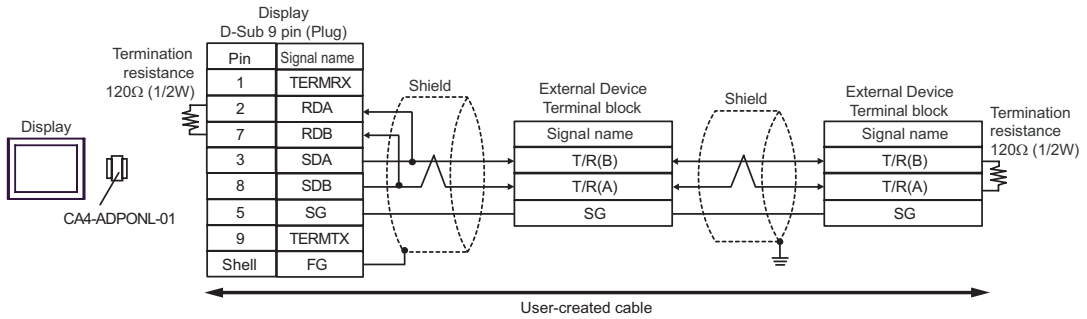 Display
D-Sub 9 pin (Plug)
Termination
resistance
120Ω (1/2W)
Pin Signal name
1 TERMRX
2 RDA
7 RDB
3 SDA
8 SDB
5 SG
9 TERMTX
Shell FG
Display
CA4-ADPONL-01
Shield
External Device
Terminal block
Signal name
T/R(B)
T/R(A)
SG
Shield
External Device
Terminal block
Signal name
T/R(B)
T/R(A)
SG
Termination
resistance
120Ω (1/2W)
User-created cable